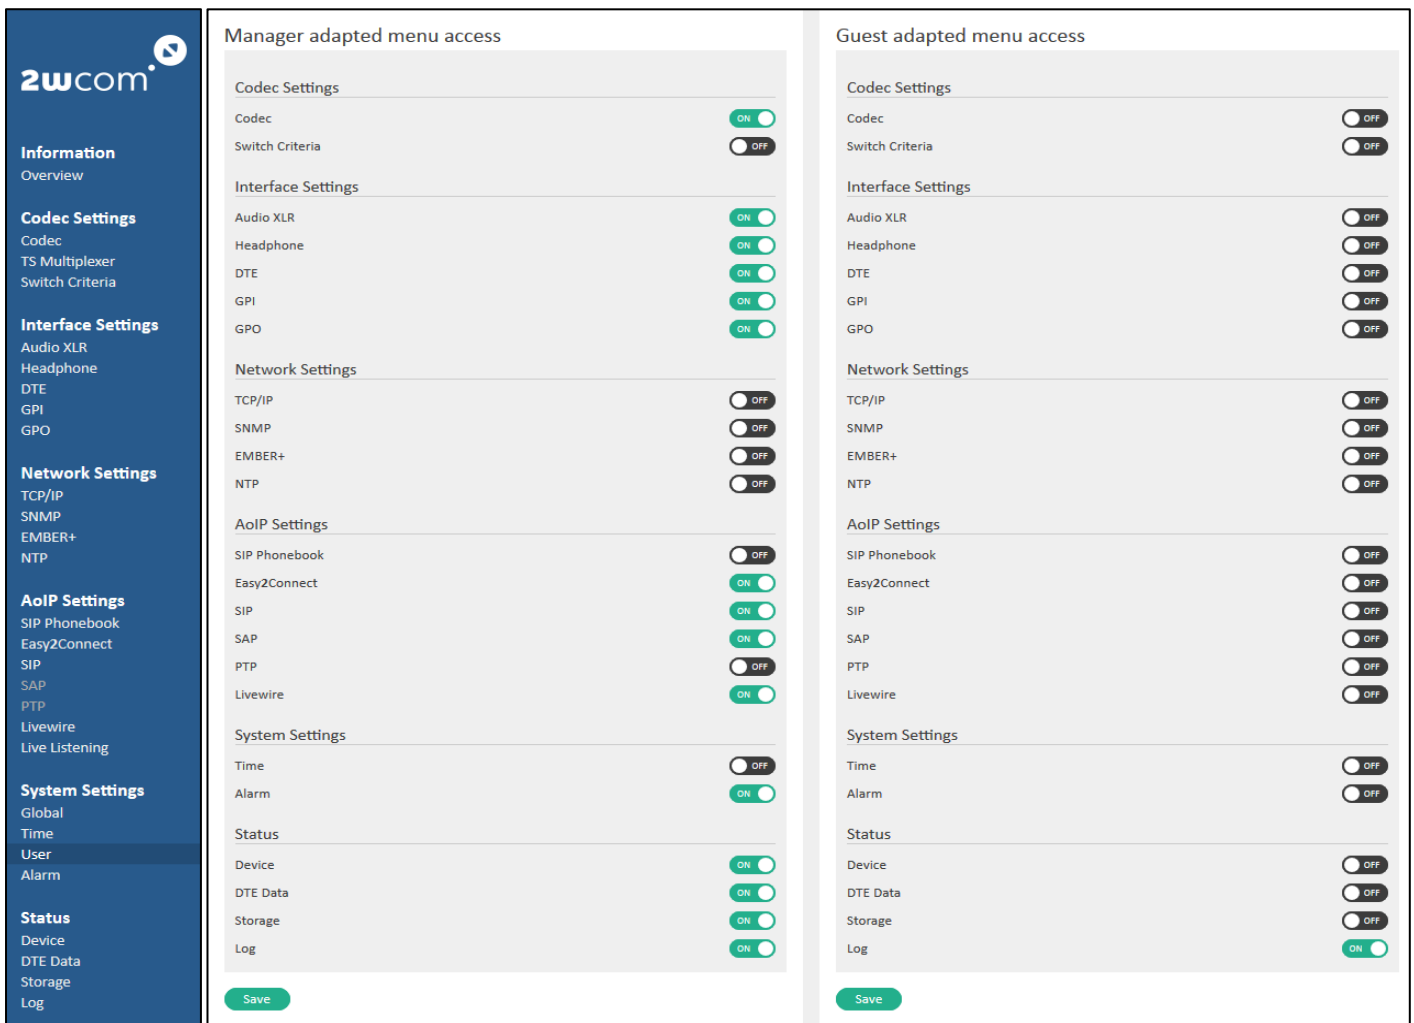 2wcom
Information
Overview
Codec Settings
Codec
TS Multiplexer
Switch Criteria
Interface Settings
Audio XLR
Headphone
DTE
GPI
GPO
Network Settings
TCP/IP
SNMP
EMBER+
NTP
AoIP Settings
SIP Phonebook
Easy2Connect
SIP
SAP
PTP
Livewire
Live Listening
System Settings
Global
Time
User
Alarm
Status
Device
DTE Data
Storage
Log
Manager adapted menu access
Codec Settings
Codec ON
Switch Criteria OFF
Interface Settings
Audio XLR ON
Headphone ON
DTE ON
GPI ON
GPO ON
Network Settings
TCP/IP OFF
SNMP OFF
EMBER+ OFF
NTP OFF
AoIP Settings
SIP Phonebook OFF
Easy2Connect ON
SIP ON
SAP ON
PTP OFF
Livewire ON
System Settings
Time OFF
Alarm ON
Status
Device ON
DTE Data ON
Storage ON
Log ON
Save
Guest adapted menu access
Codec Settings
Codec OFF
Switch Criteria OFF
Interface Settings
Audio XLR OFF
Headphone OFF
DTE OFF
GPI OFF
GPO OFF
Network Settings
TCP/IP OFF
SNMP OFF
EMBER+ OFF
NTP OFF
AoIP Settings
SIP Phonebook OFF
Easy2Connect OFF
SIP OFF
SAP OFF
PTP OFF
Livewire OFF
System Settings
Time OFF
Alarm OFF
Status
Device OFF
DTE Data OFF
Storage OFF
Log ON
Save